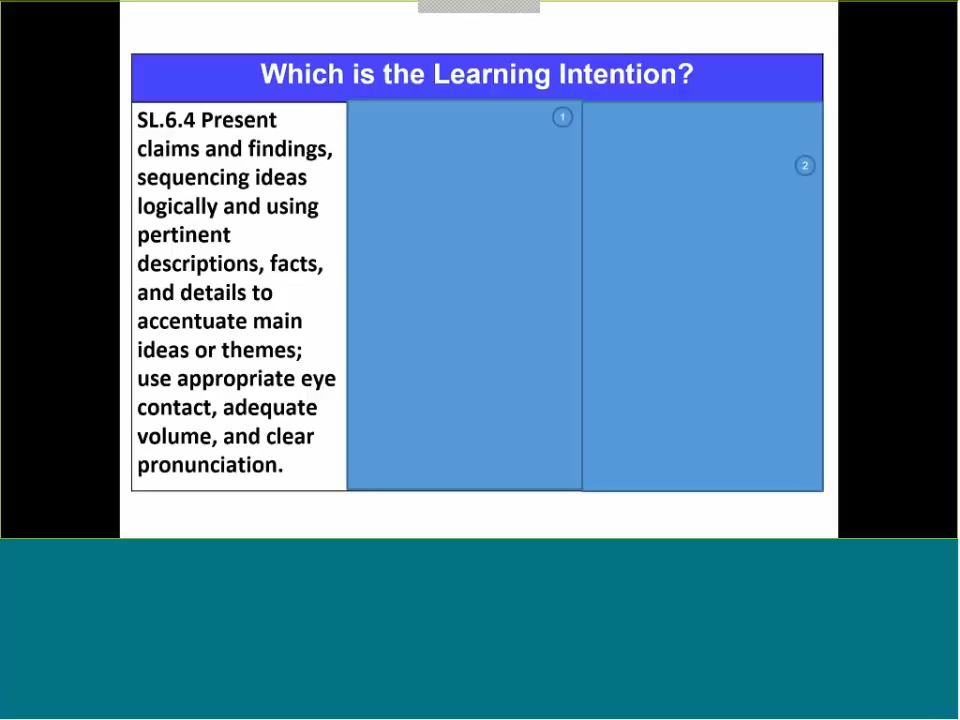 Which is the Learning Intention?
SL.6.4 Present
claims and findings,
sequencing ideas
logically and using
pertinent
descriptions, facts,
and details to
accentuate main
ideas or themes;
use appropriate eye
contact, adequate
volume, and clear
pronunciation.
1
2